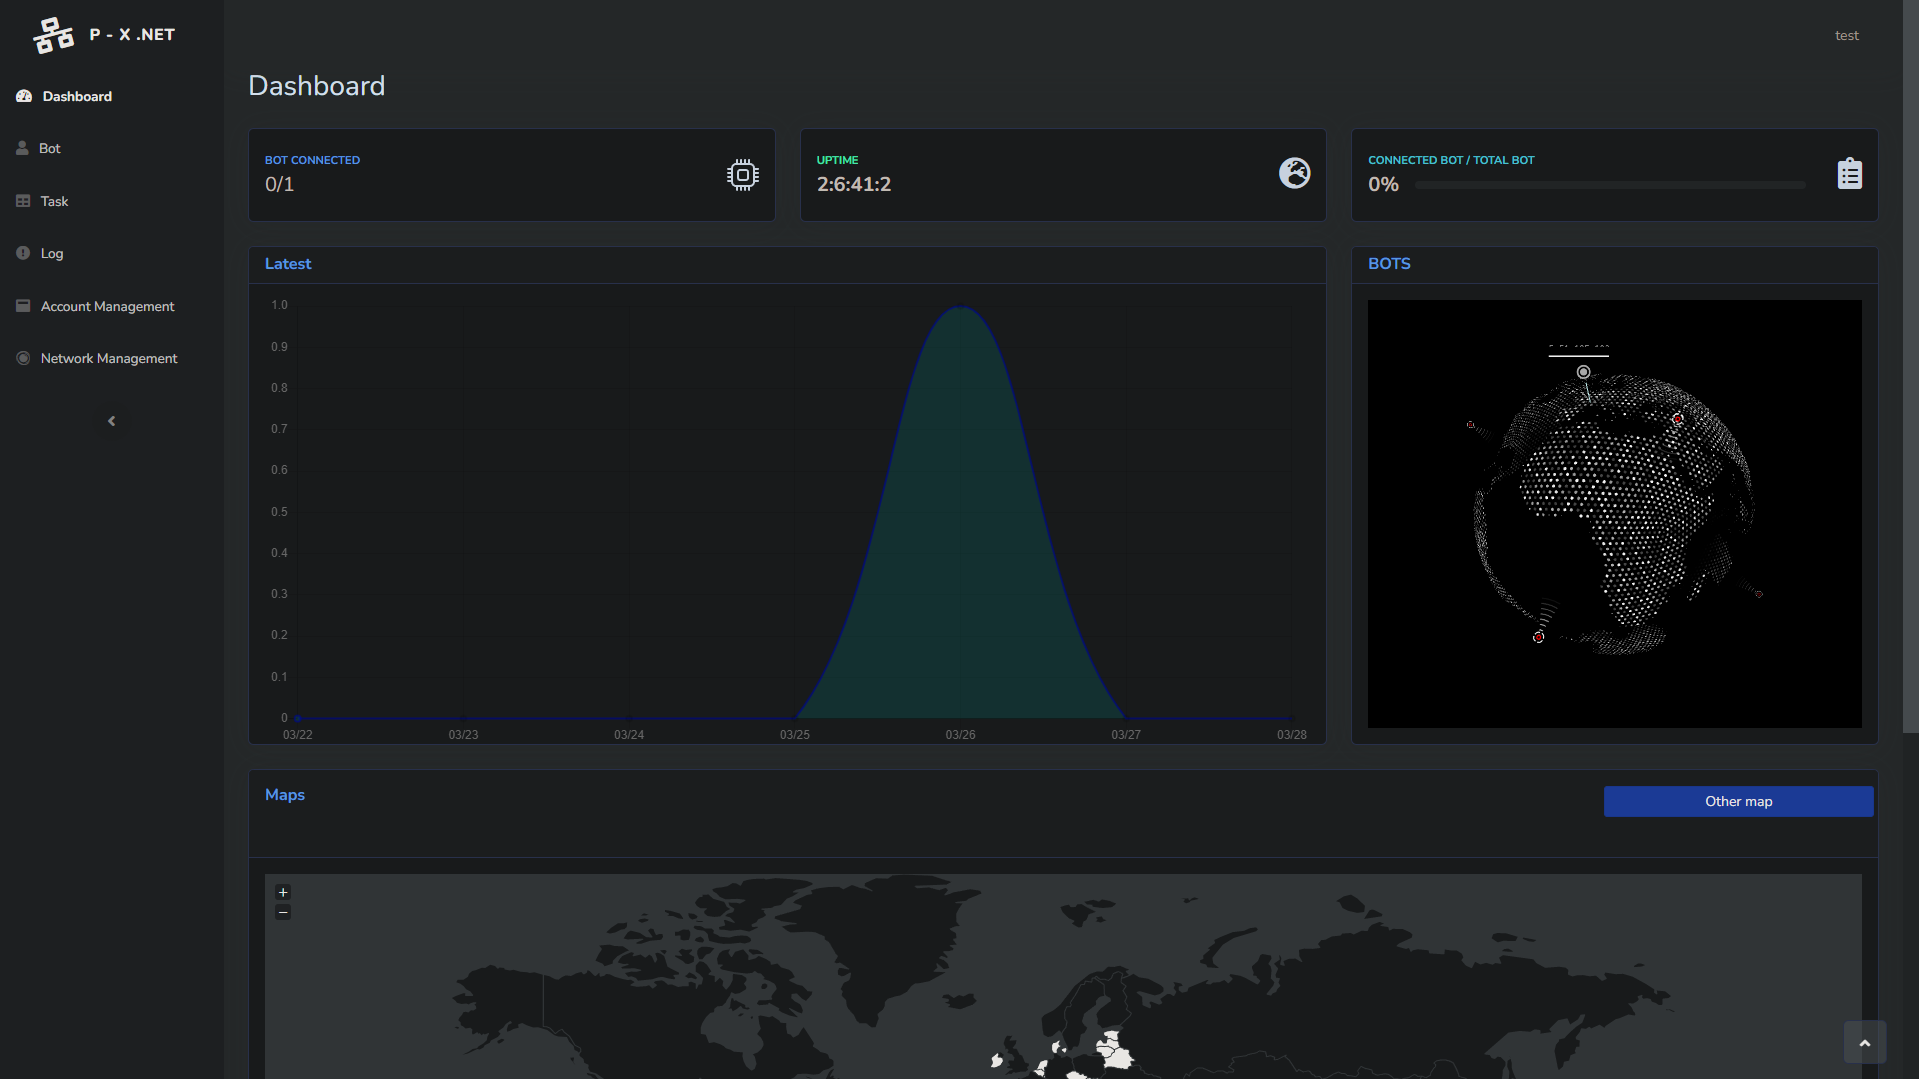 P - X .NET
test
Dashboard
Bot
Task
Log
Account Management
Network Management
Dashboard
BOT CONNECTED
0/1
UPTIME
2:6:41:2
CONNECTED BOT / TOTAL BOT
0%
Latest
1.0
0.9
0.8
0.7
0.6
0.5
0.4
0.3
0.2
0.1
0
03/22
03/23
03/24
03/25
03/26
03/27
03/28
BOTS
Maps
Other map
+
−